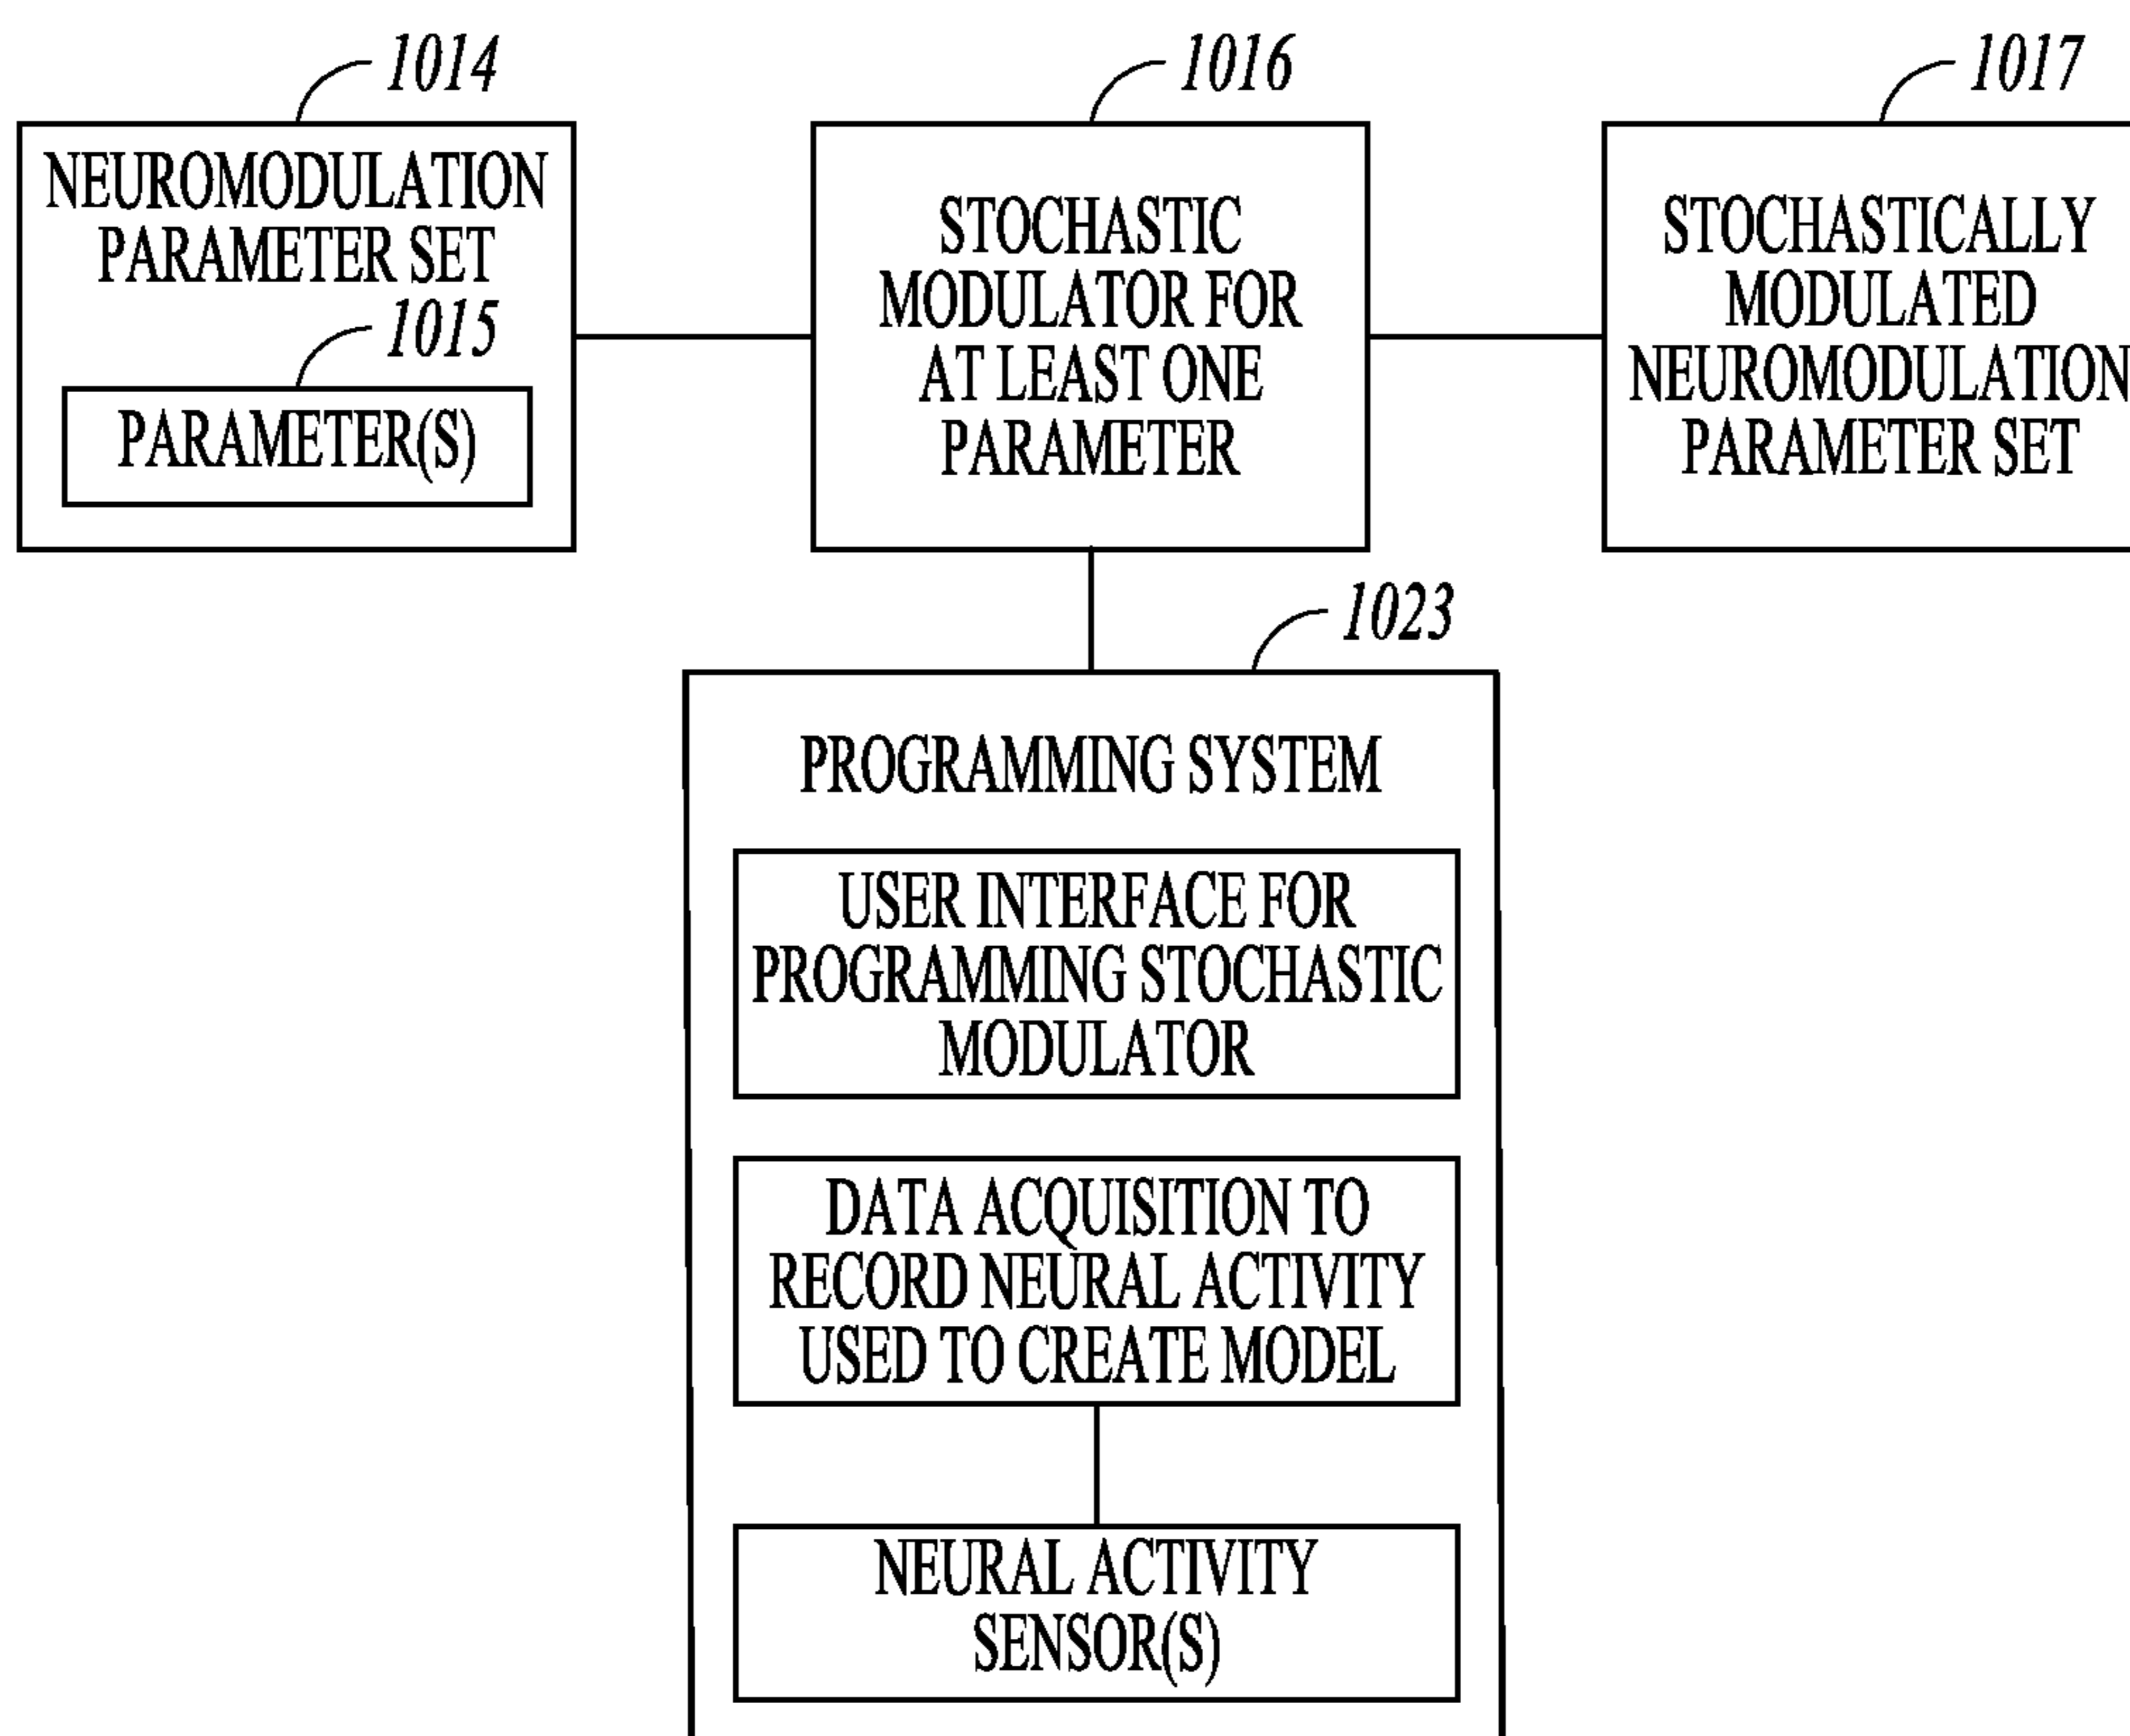 1014
NEUROMODULATION
PARAMETER SET
1015
PARAMETER(S)
1016
STOCHASTIC
MODULATOR FOR
AT LEAST ONE
PARAMETER
1017
STOCHASTICALLY
MODULATED
NEUROMODULATION
PARAMETER SET
1023
PROGRAMMING SYSTEM
USER INTERFACE FOR
PROGRAMMING STOCHASTIC
MODULATOR
DATA ACQUISITION TO
RECORD NEURAL ACTIVITY
USED TO CREATE MODEL
NEURAL ACTIVITY
SENSOR(S)